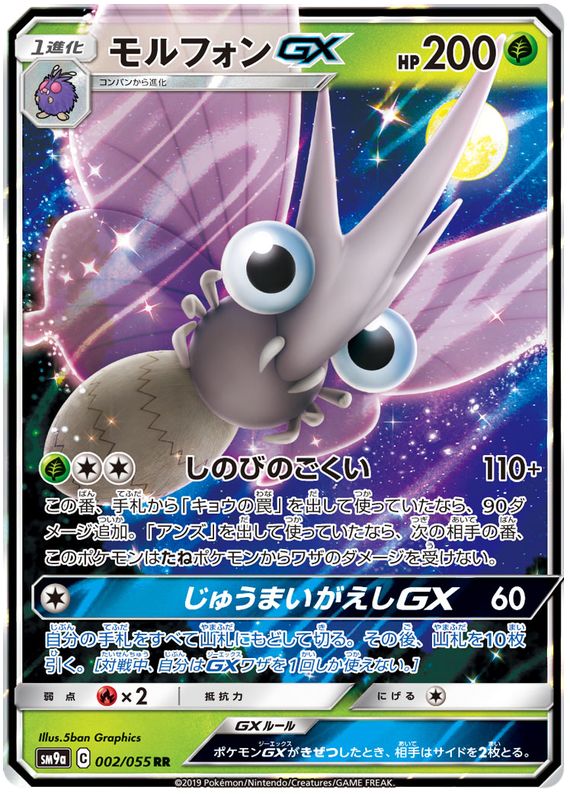 1進化
モルフォンGX
HP200
コンパンから進化
しのびのごくい 110+
この番、手札から「キョウの罠」を出して使っていたなら、90ダ
メージ追加。「アンズ」を出して使っていたなら、次の相手の番、
このポケモンはたねポケモンからワザのダメージを受けない。
じゅうまいがえしGX 60
自分の手札をすべて山札にもどして切る。その後、山札を10枚
引く。[対戦中、自分はGXワザを1回しか使えない。]
弱点 ×2 抵抗力 にげる
Illus.5ban Graphics
GXルール
ポケモンGXがきぜつしたとき、相手はサイドを2枚とる。
SM9a C 002/055 RR
©2019 Pokémon/Nintendo/Creatures/GAME FREAK.